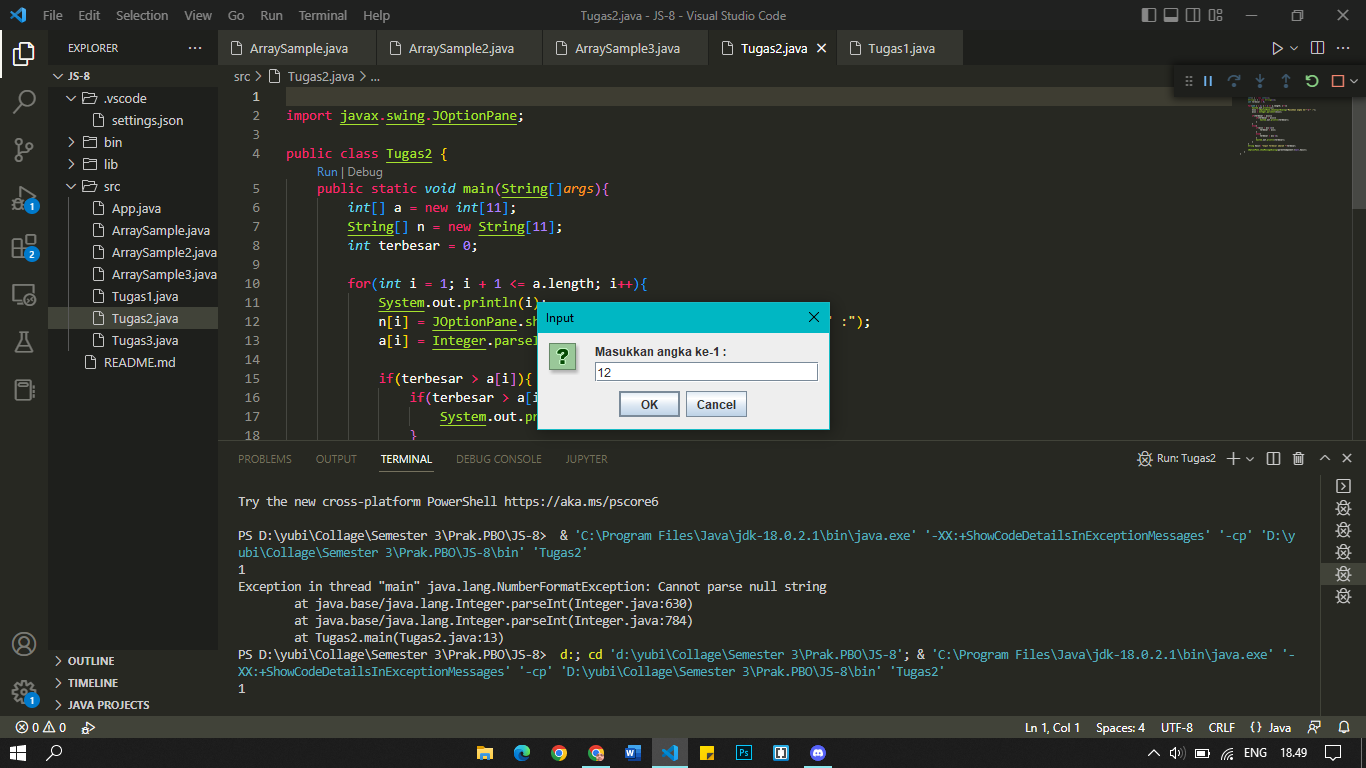 File Edit Selection View Go Run Terminal Help
Tugas2.java - JS-8 - Visual Studio Code
EXPLORER
ArraySample.java ArraySample2.java ArraySample3.java Tugas2.java Tugas1.java
JS-8
.vscode
settings.json
bin
lib
src
App.java
ArraySample.java
ArraySample2.java
ArraySample3.java
Tugas1.java
Tugas2.java
Tugas3.java
README.md
OUTLINE
TIMELINE
JAVA PROJECTS
1
2
1
src > Tugas2.java > ...
1
2 import javax.swing.JOptionPane;
3
4 public class Tugas2 {
Run | Debug
5 public static void main(String[]args){
6 int[] a = new int[11];
7 String[] n = new String[11];
8 int terbesar = 0;
9
10 for(int i = 1; i + 1 <= a.length; i++){
11 System.out.println(i);
12 n[i] = JOptionPane.sh " :");
13 a[i] = Integer.parseI
14
15 if(terbesar > a[i]){
16 if(terbesar > a[i
17 System.out.pr
18 }
Input
Masukkan angka ke-1 :
12
OK Cancel
PROBLEMS OUTPUT TERMINAL DEBUG CONSOLE JUPYTER
Run: Tugas2
Try the new cross-platform PowerShell https://aka.ms/pscore6
PS D:\yubi\Collage\Semester 3\Prak.PBO\JS-8> & 'C:\Program Files\Java\jdk-18.0.2.1\bin\java.exe' '-XX:+ShowCodeDetailsInExceptionMessages' '-cp' 'D:\y
ubi\Collage\Semester 3\Prak.PBO\JS-8\bin' 'Tugas2'
1
Exception in thread "main" java.lang.NumberFormatException: Cannot parse null string
at java.base/java.lang.Integer.parseInt(Integer.java:630)
at java.base/java.lang.Integer.parseInt(Integer.java:784)
at Tugas2.main(Tugas2.java:13)
PS D:\yubi\Collage\Semester 3\Prak.PBO\JS-8> d:; cd 'd:\yubi\Collage\Semester 3\Prak.PBO\JS-8'; & 'C:\Program Files\Java\jdk-18.0.2.1\bin\java.exe' '-
XX:+ShowCodeDetailsInExceptionMessages' '-cp' 'D:\yubi\Collage\Semester 3\Prak.PBO\JS-8\bin' 'Tugas2'
1
0 0
Ln 1, Col 1 Spaces: 4 UTF-8 CRLF {} Java
W Ps
ENG 18.49